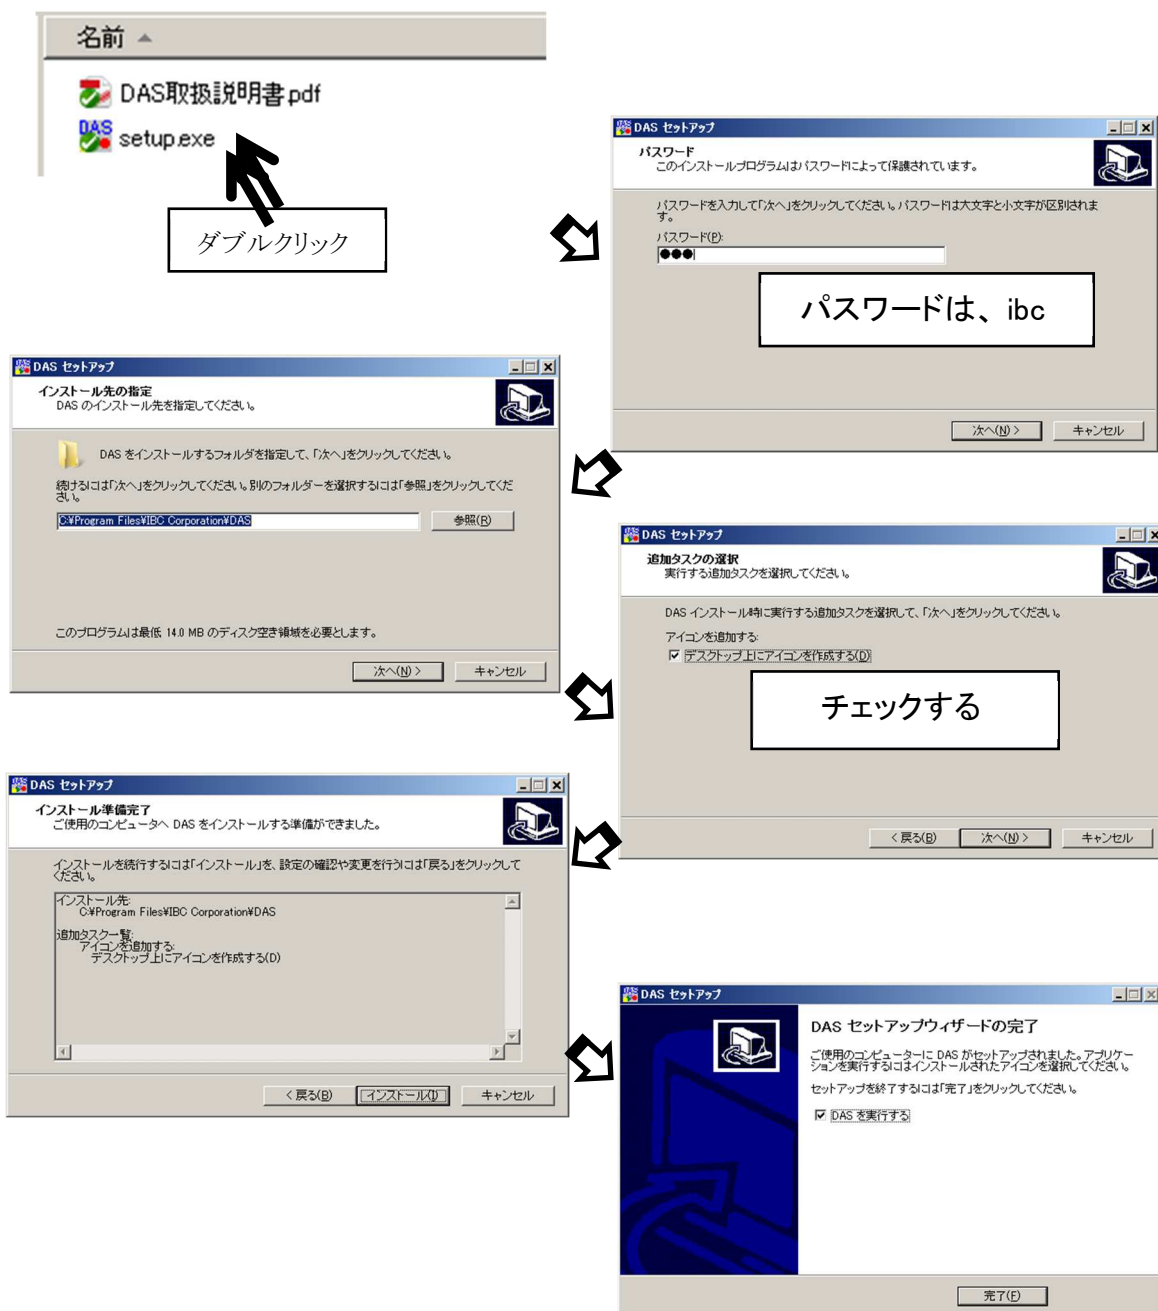 名前
DAS取扱説明書.pdf
setup.exe
ダブルクリック
DAS セットアップ
パスワード
このインストールプログラムはパスワードによって保護されています。
パスワードを入力して「次へ」をクリックしてください。パスワードは大文字と小文字が区別されま
す。
パスワード(P):
●●●
パスワードは、ibc
次へ(N) >
キャンセル
DAS セットアップ
インストール先の指定
DAS のインストール先を指定してください。
DAS をインストールするフォルダを指定して、「次へ」をクリックしてください。
続けるには「次へ」をクリックしてください。別のフォルダーを選択するには「参照」をクリックしてくだ
さい。
C:¥Program Files¥IBC Corporation¥DAS
参照(R)
このプログラムは最低 14.0 MB のディスク空き領域を必要とします。
次へ(N) >
キャンセル
DAS セットアップ
追加タスクの選択
実行する追加タスクを選択してください。
DAS インストール時に実行する追加タスクを選択して、「次へ」をクリックしてください。
アイコンを追加する:
デスクトップ上にアイコンを作成する(D)
チェックする
< 戻る(B)
次へ(N) >
キャンセル
DAS セットアップ
インストール準備完了
ご使用のコンピュータへ DAS をインストールする準備ができました。
インストールを続行するには「インストール」を、設定の確認や変更を行うには「戻る」をクリックして
ください。
インストール先:
C:¥Program Files¥IBC Corporation¥DAS
追加タスク一覧:
アイコンを追加する:
デスクトップ上にアイコンを作成する(D)
< 戻る(B)
インストール(I)
キャンセル
DAS セットアップ
DAS セットアップウィザードの完了
ご使用のコンピューターに DAS がセットアップされました。アプリケー
ションを実行するにはインストールされたアイコンを選択してください。
セットアップを終了するには「完了」をクリックしてください。
DAS を実行する
完了(F)